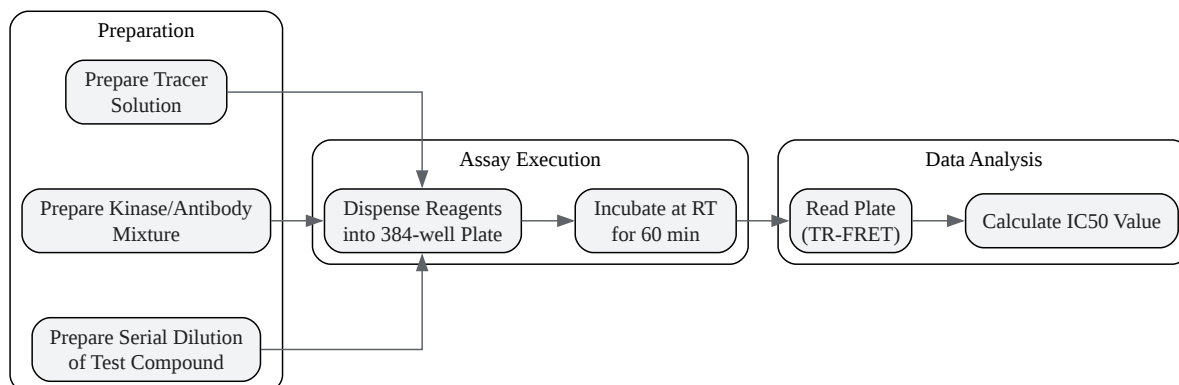 Preparation
Prepare Tracer
Solution
Prepare Kinase/Antibody
Mixture
Prepare Serial Dilution
of Test Compound
Assay Execution
Dispense Reagents
into 384-well Plate
Incubate at RT
for 60 min
Data Analysis
Read Plate
(TR-FRET)
Calculate IC50 Value